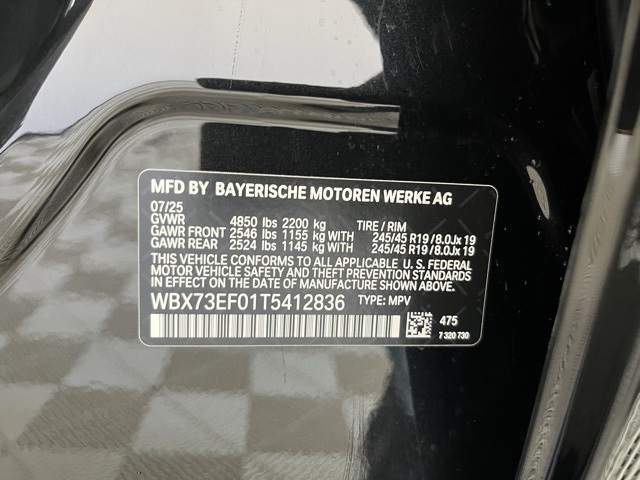 MFD BY BAYERISCHE MOTOREN WERKE AG
07/25
GVWR 4850 lbs 2200 kg TIRE / RIM
GAWR FRONT 2546 lbs 1155 kg WITH 245/45 R19 / 8.0Jx 19
GAWR REAR 2524 lbs 1145 kg WITH 245/45 R19 / 8.0Jx 19
THIS VEHICLE CONFORMS TO ALL APPLICABLE U. S. FEDERAL
MOTOR VEHICLE SAFETY AND THEFT PREVENTION STANDARDS
IN EFFECT ON THE DATE OF MANUFACTURE SHOWN ABOVE.
WBX73EF01T5412836 TYPE: MPV
475
7 320 730